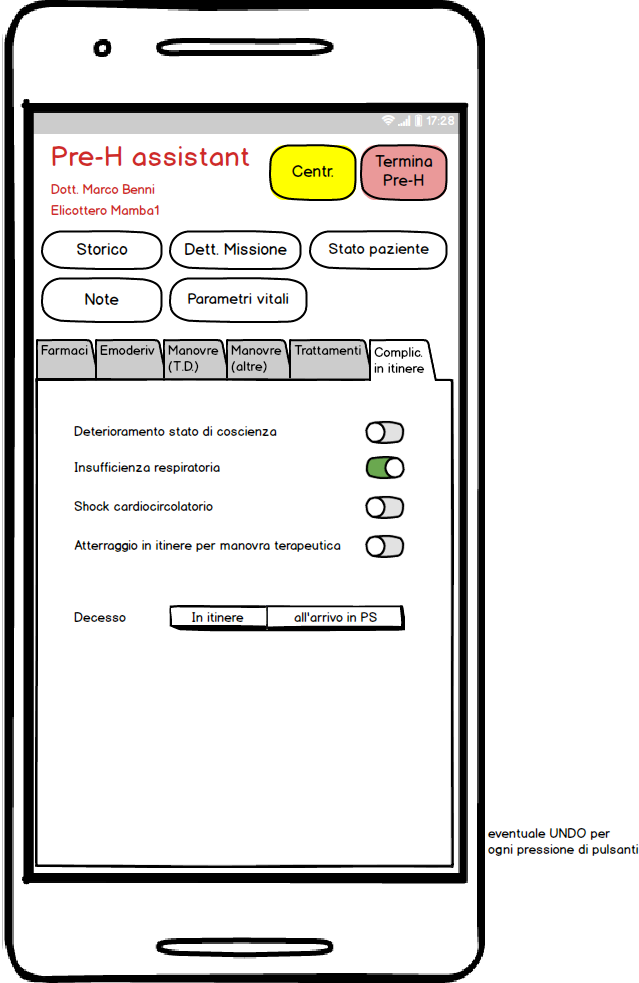 17:28
Pre-H assistant
Dott. Marco Benni
Elicottero Mamba1
Centr.
Termina
Pre-H
Storico
Dett. Missione
Stato paziente
Note
Parametri vitali
Farmaci
Emoderiv
Manovre
(T.D.)
Manovre
(altre)
Trattamenti
Complic.
in itinere
Deterioramento stato di coscienza
Insufficienza respiratoria
Shock cardiocircolatorio
Atterraggio in itinere per manovra terapeutica
Decesso
In itinere
all'arrivo in PS
eventuale UNDO per
ogni pressione di pulsanti